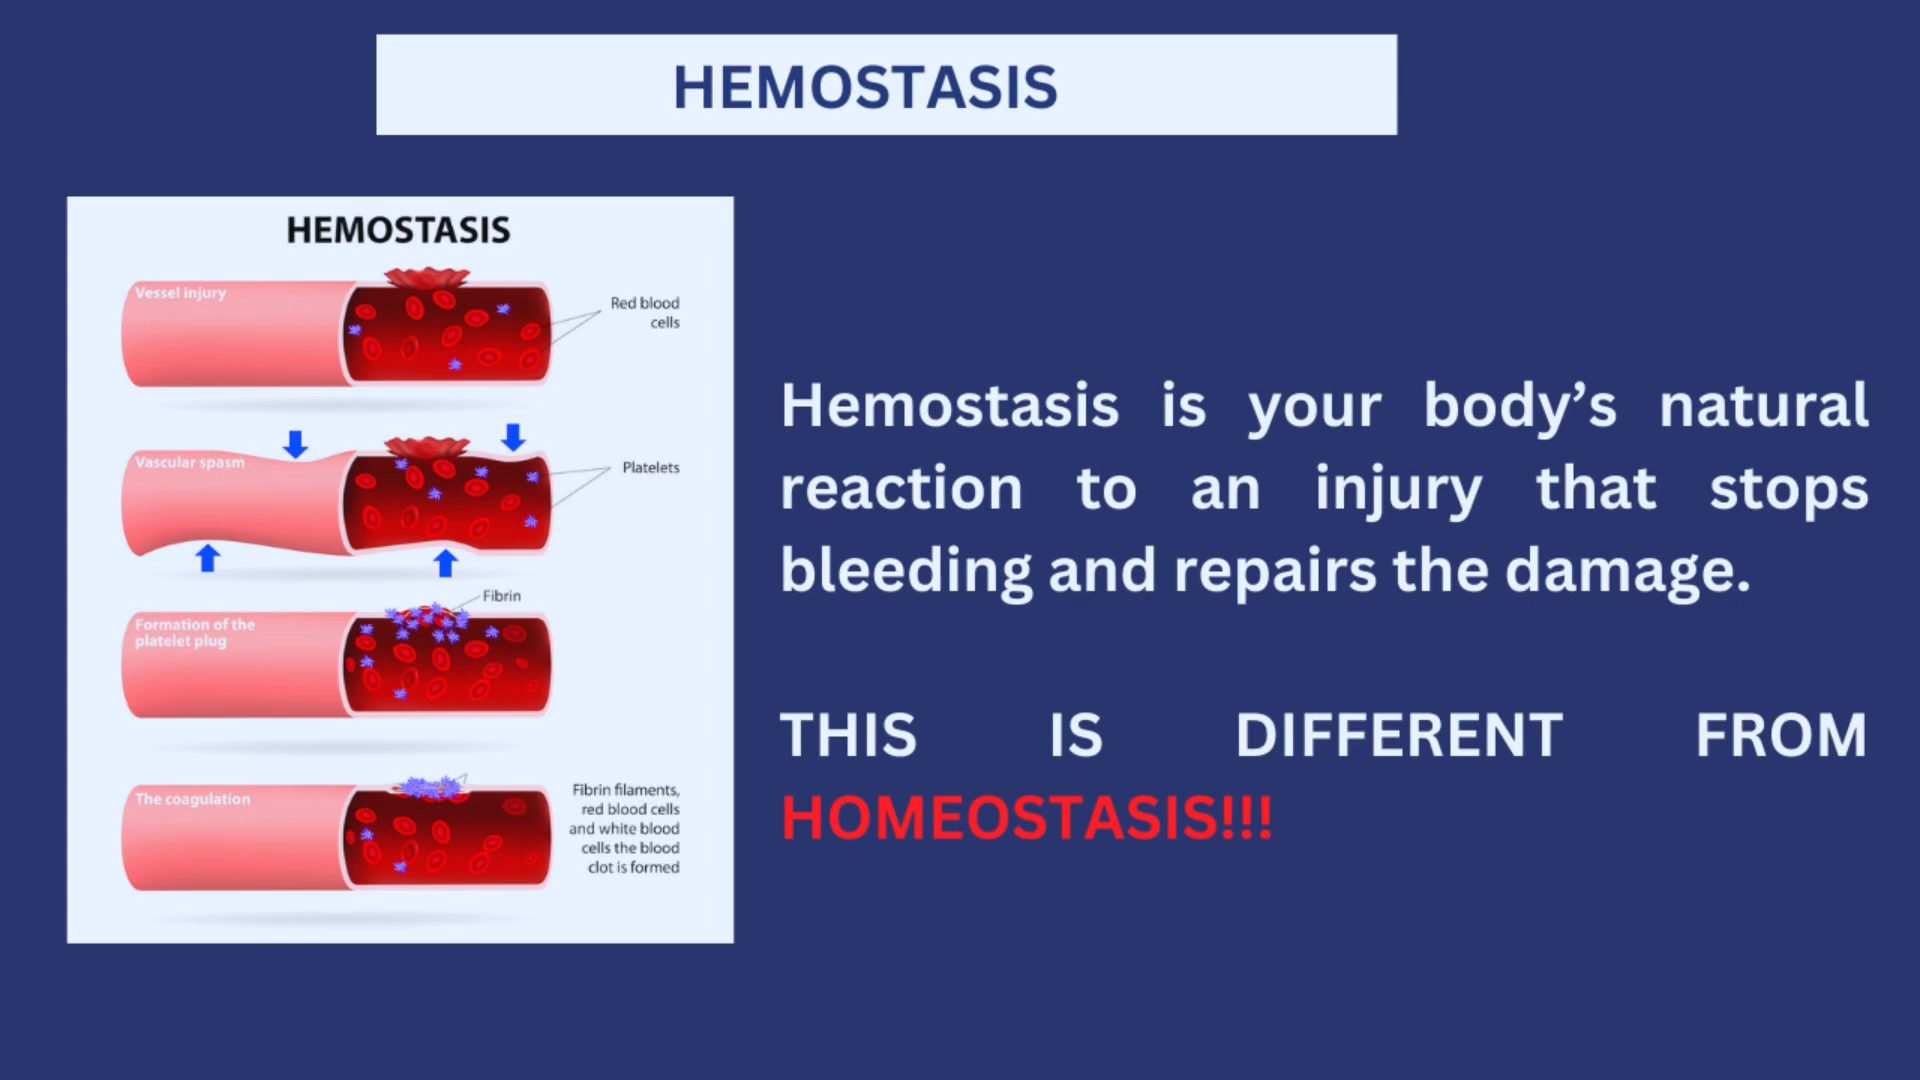 HEMOSTASIS
HEMOSTASIS
Vessel injury
Red blood
cells
Vascular spasm
Platelets
Fibrin
Formation of the
platelet plug
The coagulation
Fibrin filaments,
red blood cells
and white blood
cells the blood
clot is formed
Hemostasis is your body’s natural
reaction to an injury that stops
bleeding and repairs the damage.
THIS IS DIFFERENT FROM
HOMEOSTASIS!!!